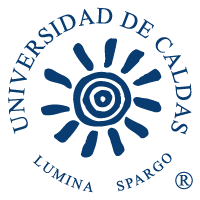 UNIVERSIDAD DE CALDAS
LUMINA SPARGO
®